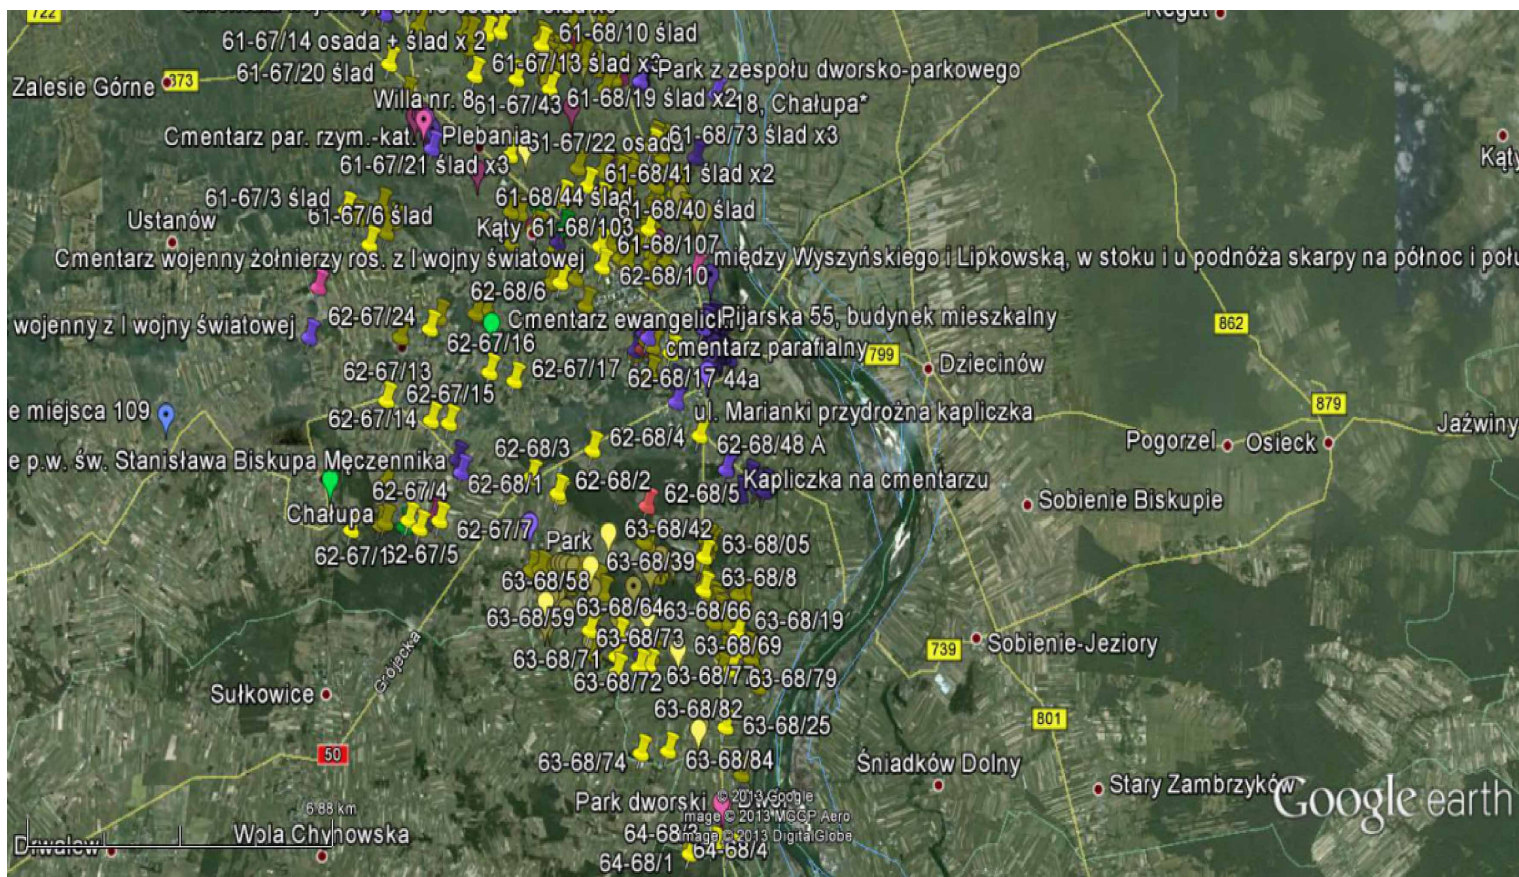 722
Regut
61-68/10 ślad
61-67/14 osada + ślad x 2
61-67/13 ślad x3
Park z zespołu dworsko-parkowego
61-67/20 ślad
Zalesie Górne
873
Willa nr. 8
61-67/43
61-68/19 ślad x2
18, Chałupa*
Cmentarz par. rzym.-kat.
Plebania
61-67/22 osada
61-68/73 ślad x3
Kąty
61-67/21 ślad x3
61-68/41 ślad x2
61-67/3 ślad
61-67/6 ślad
61-68/44 ślad
61-68/40 ślad
Ustanów
Kąty
61-68/103
61-68/107
Cmentarz wojenny żołnierzy ros. z I wojny światowej
między Wyszyńskiego i Lipkowską, w stoku i u podnóża skarpy na północ i połu
62-68/10
62-68/6
wojenny z I wojny światowej
62-67/24
Cmentarz ewangelick
Pijarska 55, budynek mieszkalny
862
62-67/16
cmentarz parafialny
799
Dziecinów
62-67/13
62-67/17
62-68/17
44a
62-67/15
e miejsca 109
62-67/14
ul. Marianki przydrożna kapliczka
879
Jaźwiny
62-68/3
62-68/4
62-68/48 A
Pogorzel
Osieck
e p.w. św. Stanisława Biskupa Męczennika
62-67/4
62-68/1
62-68/2
62-68/5
Kapliczka na cmentarzu
Sobienie Biskupie
Chałupa
62-67/1
62-67/5
62-67/7
Park
63-68/42
63-68/05
63-68/39
63-68/58
63-68/8
63-68/59
63-68/64
63-68/66
63-68/19
63-68/73
63-68/69
739
Sobienie-Jeziory
63-68/71
63-68/72
63-68/77
63-68/79
Grójecka
Sułkowice
63-68/82
63-68/25
801
50
63-68/74
63-68/84
Śniadków Dolny
Stary Zambrzyków
Google earth
Park dworski
Dwór
© 2013 Google
Image © 2013 MGGP Aero
Image © 2013 DigitalGlobe
6.88 km
Drwalew
Wola Chynowska
64-68/3
64-68/4
64-68/1